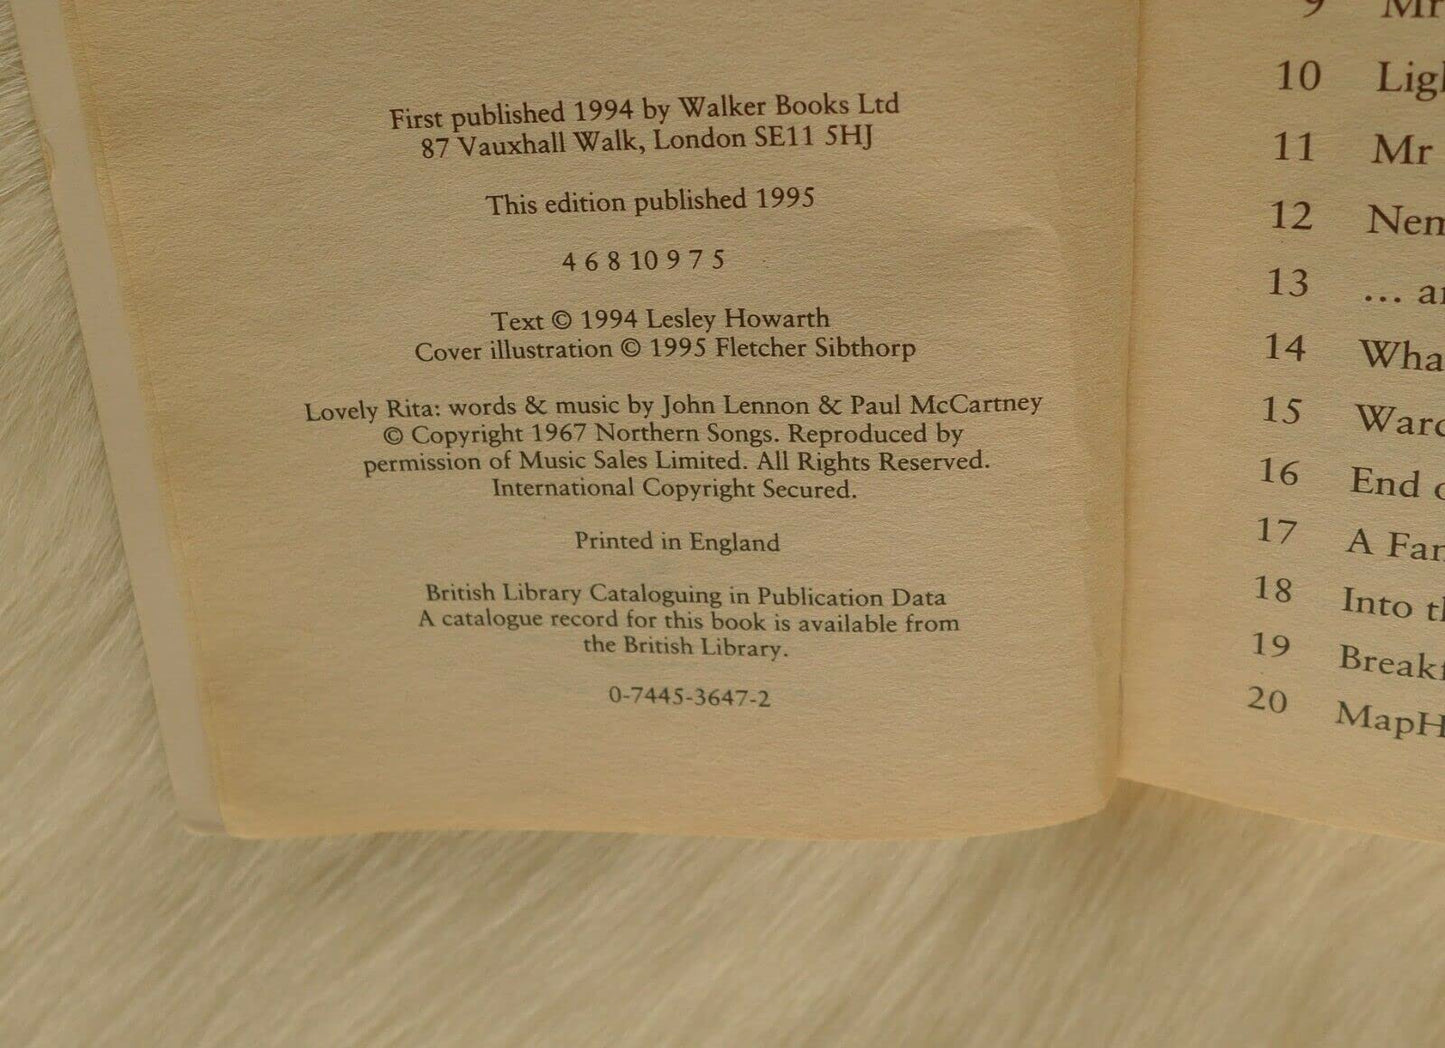 First published 1994 by Walker Books Ltd
87 Vauxhall Walk, London SE11 5HJ
This edition published 1995
4 6 8 10 9 7 5
Text © 1994 Lesley Howarth
Cover illustration © 1995 Fletcher Sibthorp
Lovely Rita: words & music by John Lennon & Paul McCartney
© Copyright 1967 Northern Songs. Reproduced by
permission of Music Sales Limited. All Rights Reserved.
International Copyright Secured.
Printed in England
British Library Cataloguing in Publication Data
A catalogue record for this book is available from
the British Library.
0-7445-3647-2
9 Mr
10
11 Mr
12
13 ...
14
15
16 End
17 A
18 Into
19
20